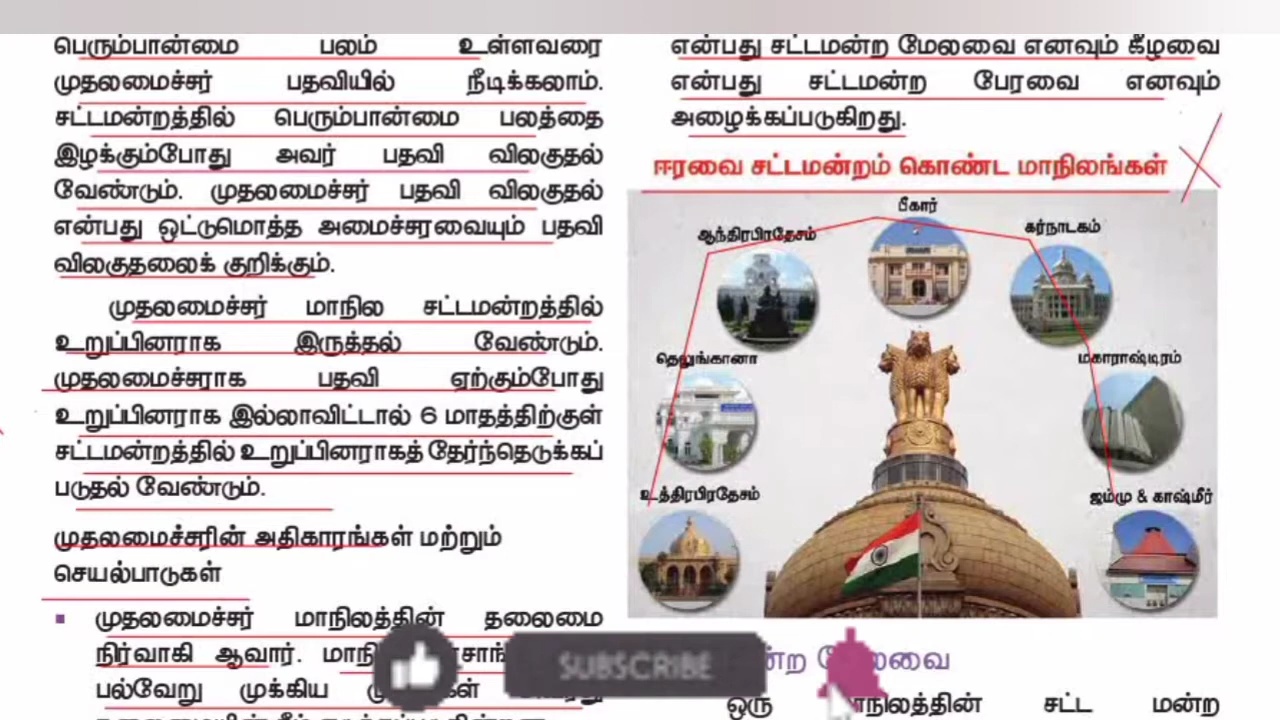 பெரும்பான்மை பலம் உள்ளவரை
முதலமைச்சர் பதவியில் நீடிக்கலாம்.
சட்டமன்றத்தில் பெரும்பான்மை பலத்தை
இழக்கும்போது அவர் பதவி விலகுதல்
வேண்டும். முதலமைச்சர் பதவி விலகுதல்
என்பது ஒட்டுமொத்த அமைச்சரவையும் பதவி
விலகுதலைக் குறிக்கும்.
முதலமைச்சர் மாநில சட்டமன்றத்தில்
உறுப்பினராக இருத்தல் வேண்டும்.
முதலமைச்சராக பதவி ஏற்கும்போது
உறுப்பினராக இல்லாவிட்டால் 6 மாதத்திற்குள்
சட்டமன்றத்தில் உறுப்பினராகத் தேர்ந்தெடுக்கப்
படுதல் வேண்டும்.
முதலமைச்சரின் அதிகாரங்கள் மற்றும்
செயல்பாடுகள்
▪ முதலமைச்சர் மாநிலத்தின் தலைமை
நிர்வாகி ஆவார்.
பல்வேறு முக்கிய
என்பது சட்டமன்ற மேலவை எனவும் கீழவை
என்பது சட்டமன்ற பேரவை எனவும்
அழைக்கப்படுகிறது.
ஈரவை சட்டமன்றம் கொண்ட மாநிலங்கள்
பீகார்
ஆந்திரபிரதேசம்
கர்நாடகம்
தெலுங்கானா
மகாராஷ்டிரம்
உத்திரபிரதேசம்
ஜம்மு & காஷ்மீர்
SUBSCRIBE
ஒரு மாநிலத்தின் சட்ட மன்ற